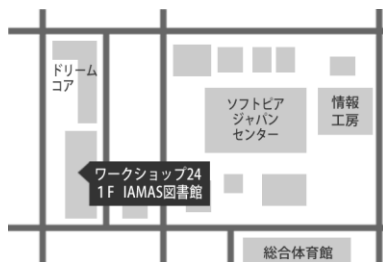 ドリーム
コア
ソフトピア
ジャパン
センター
情報
工房
ワークショップ24
1F IAMAS図書館
総合体育館